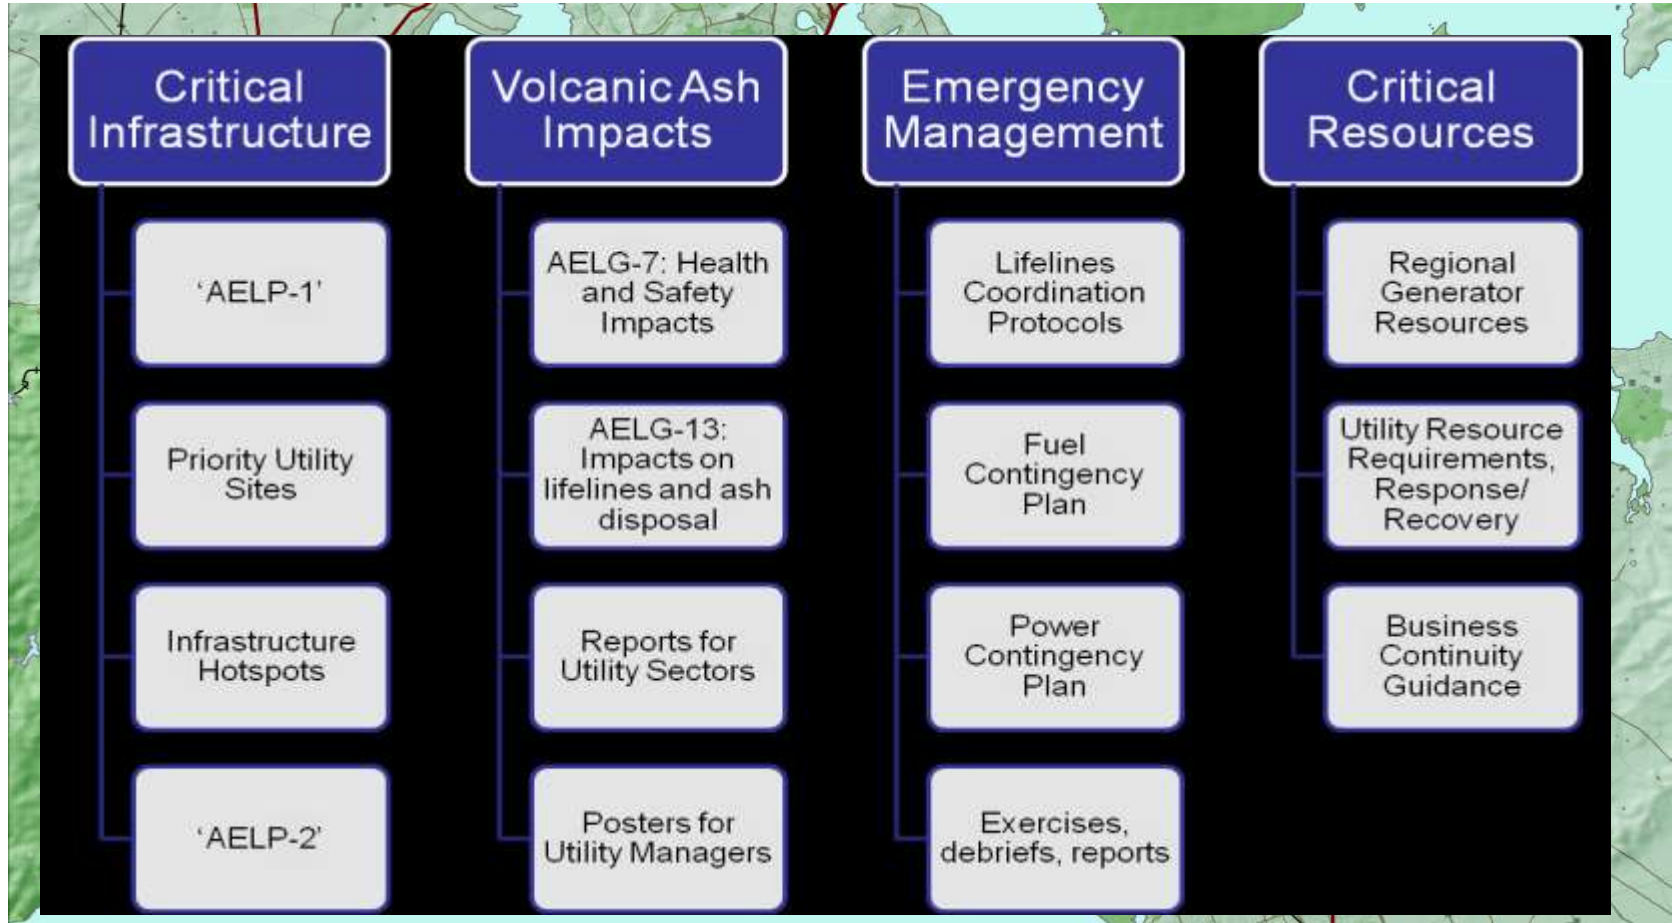 Critical
Infrastructure
'AELP-1'
Priority Utility
Sites
Infrastructure
Hotspots
'AELP-2'
Volcanic Ash
Impacts
AELG-7: Health
and Safety
Impacts
AELG-13:
Impacts on
lifelines and ash
disposal
Reports for
Utility Sectors
Posters for
Utility Managers
Emergency
Management
Lifelines
Coordination
Protocols
Fuel
Contingency
Plan
Power
Contingency
Plan
Exercises,
debriefs, reports
Critical
Resources
Regional
Generator
Resources
Utility Resource
Requirements,
Response/
Recovery
Business
Continuity
Guidance